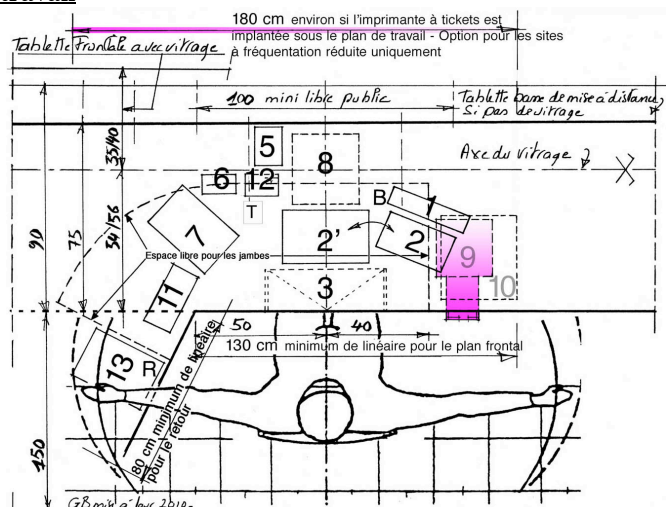 180 cm environ si l'imprimante à tickets est
implantée sous le plan de travail - Option pour les sites
à fréquentation réduite uniquement
Tablette frontale avec vitrage
100 mini libre public
Tablette basse de mise à distance
Si pas de vitrage
35/40
Axe du vitrage
5
8
6
12
T
B
1
90
75
54/56
7
2'
2
9
10
Espace libre pour les jambes
11
3
50
40
130 cm minimum de linéaire pour le plan frontal
13
R
80 cm minimum de linéaire
pour le retour
150
GB mis à jour 2010-